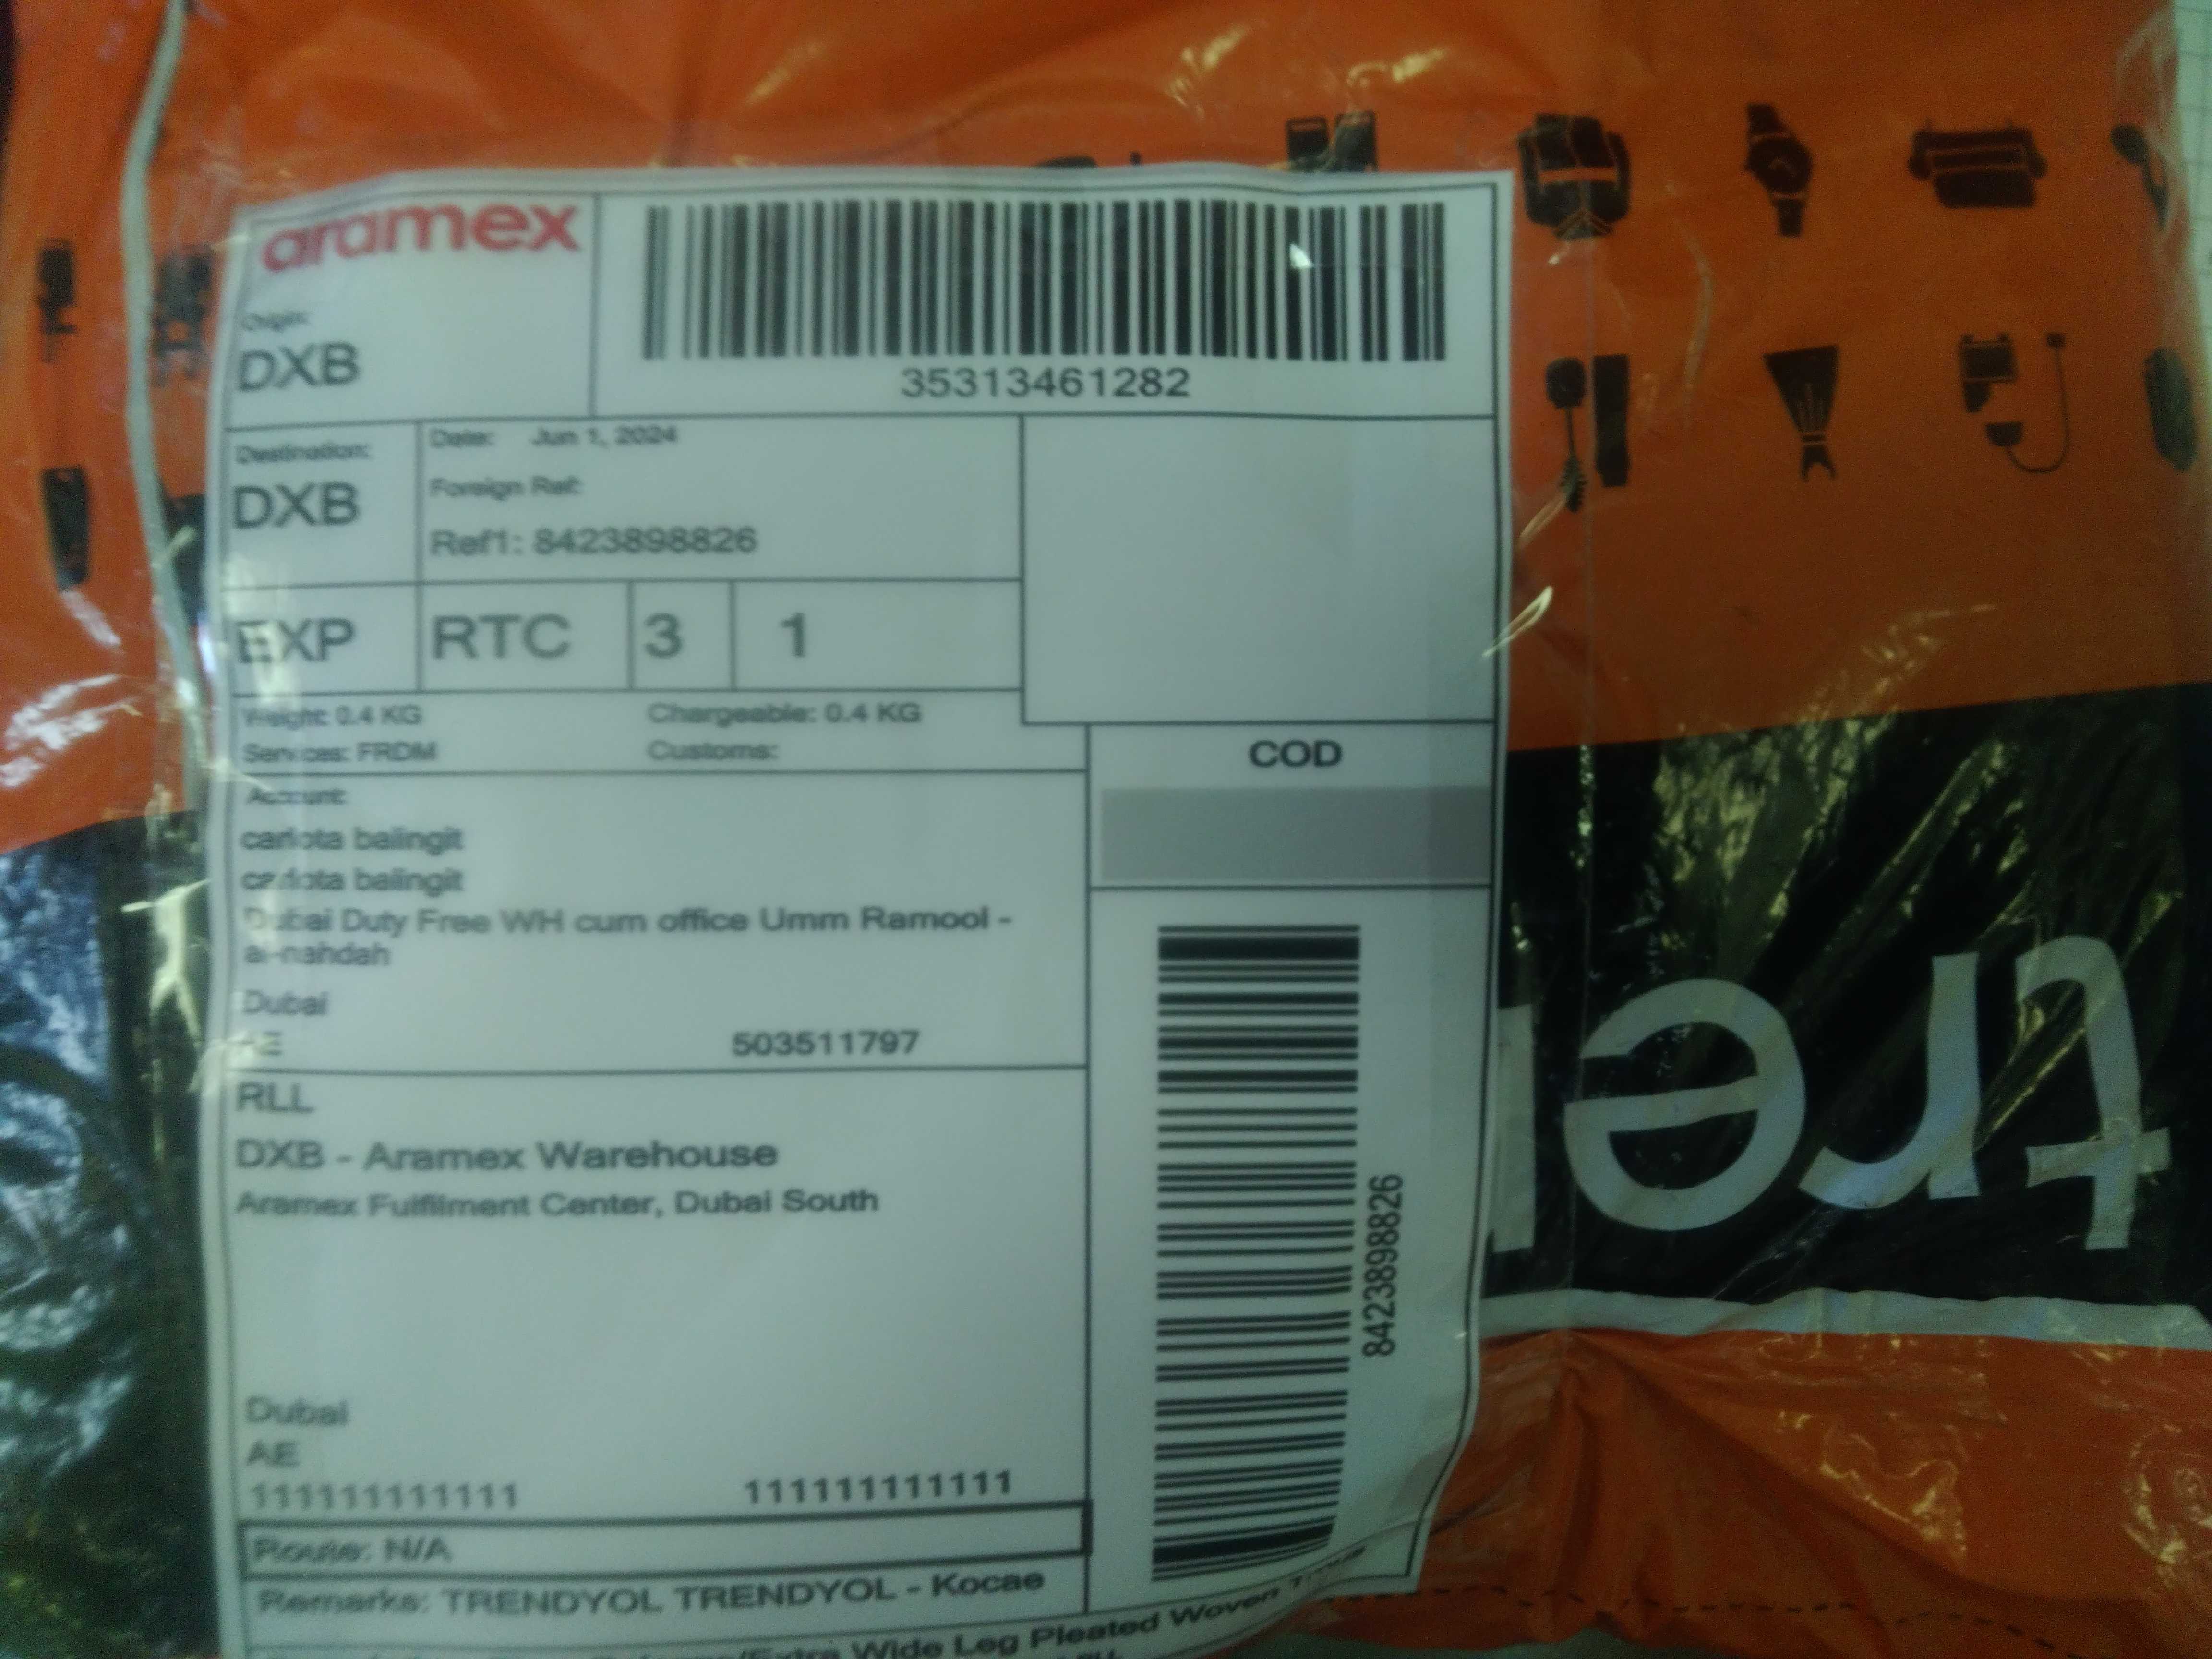 aramex
Origin:
DXB
35313461282
Destination:
DXB
Date: Jun 1, 2024
Foreign Ref:
Ref1: 8423898826
EXP RTC 3 1
Weight: 0.4 KG Chargeable: 0.4 KG
Services: FRDM Customs:
COD
Account:
carlota balingit
carlota balingit
Dubai Duty Free WH cum office Umm Ramool -
al-nahdah
Dubai
AE 503511797
RLL
DXB - Aramex Warehouse
Aramex Fulfilment Center, Dubai South
Dubai
AE
111111111111 111111111111
8423898826
Route: N/A
Remarks: TRENDYOL TRENDYOL - Kocae
Wide Leg Pleated Woven
tre